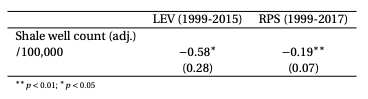 LEV (1999-2015) RPS (1999-2017)
Shale well count (adj.)
/100,000 −0.58* −0.19**
(0.28) (0.07)
**p < 0.01; *p < 0.05